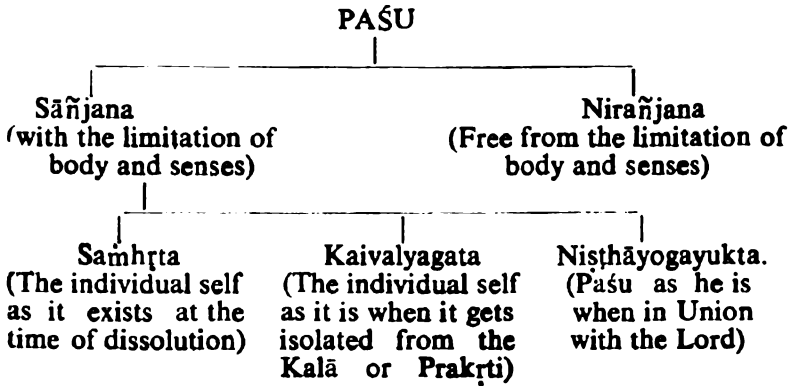 PAŚU
Sāñjana
(with the limitation of
body and senses)
Nirañjana
(Free from the limitation of
body and senses)
Saṁhṛta
(The individual self
as it exists at the
time of dissolution)
Kaivalyagata
(The individual self
as it is when it gets
isolated from the
Kalā or Prakṛti)
Niṣṭhāyogayukta.
(Paśu as he is
when in Union
with the Lord)